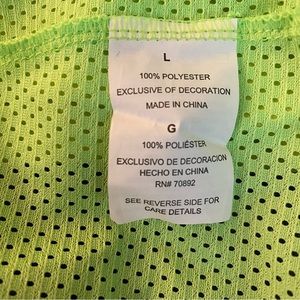 L
100% POLYESTER
EXCLUSIVE OF DECORATION
MADE IN CHINA
G
100% POLIÉSTER
EXCLUSIVO DE DECORACION
HECHO EN CHINA
RN# 70892
SEE REVERSE SIDE FOR
CARE DETAILS